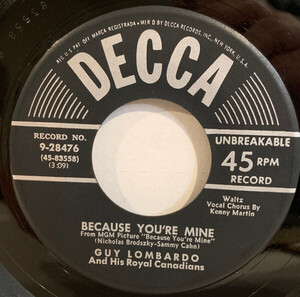 REG. U.S. PAT. OFF. MARCA REGISTRADA · MF'R'D BY DECCA RECORDS, INC., NEW YORK, U.S.A.
DECCA
RECORD NO.
9-28476
(45-83558)
(3:09)
UNBREAKABLE
45 RPM
RECORD
Waltz
Vocal Chorus By
Kenny Martin
BECAUSE YOU'RE MINE
From MGM Picture "Because You're Mine"
(Nicholas Brodszky-Sammy Cahn)
GUY LOMBARDO
And His Royal Canadians